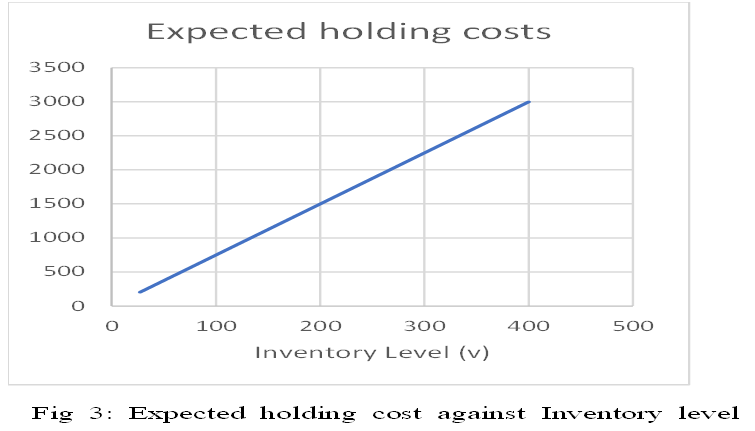 Expected holding costs
3500
3000
2500
2000
1500
1000
500
0
0 100 200 300 400 500
Inventory Level (v)
Fig 3: Expected holding cost against Inventory level